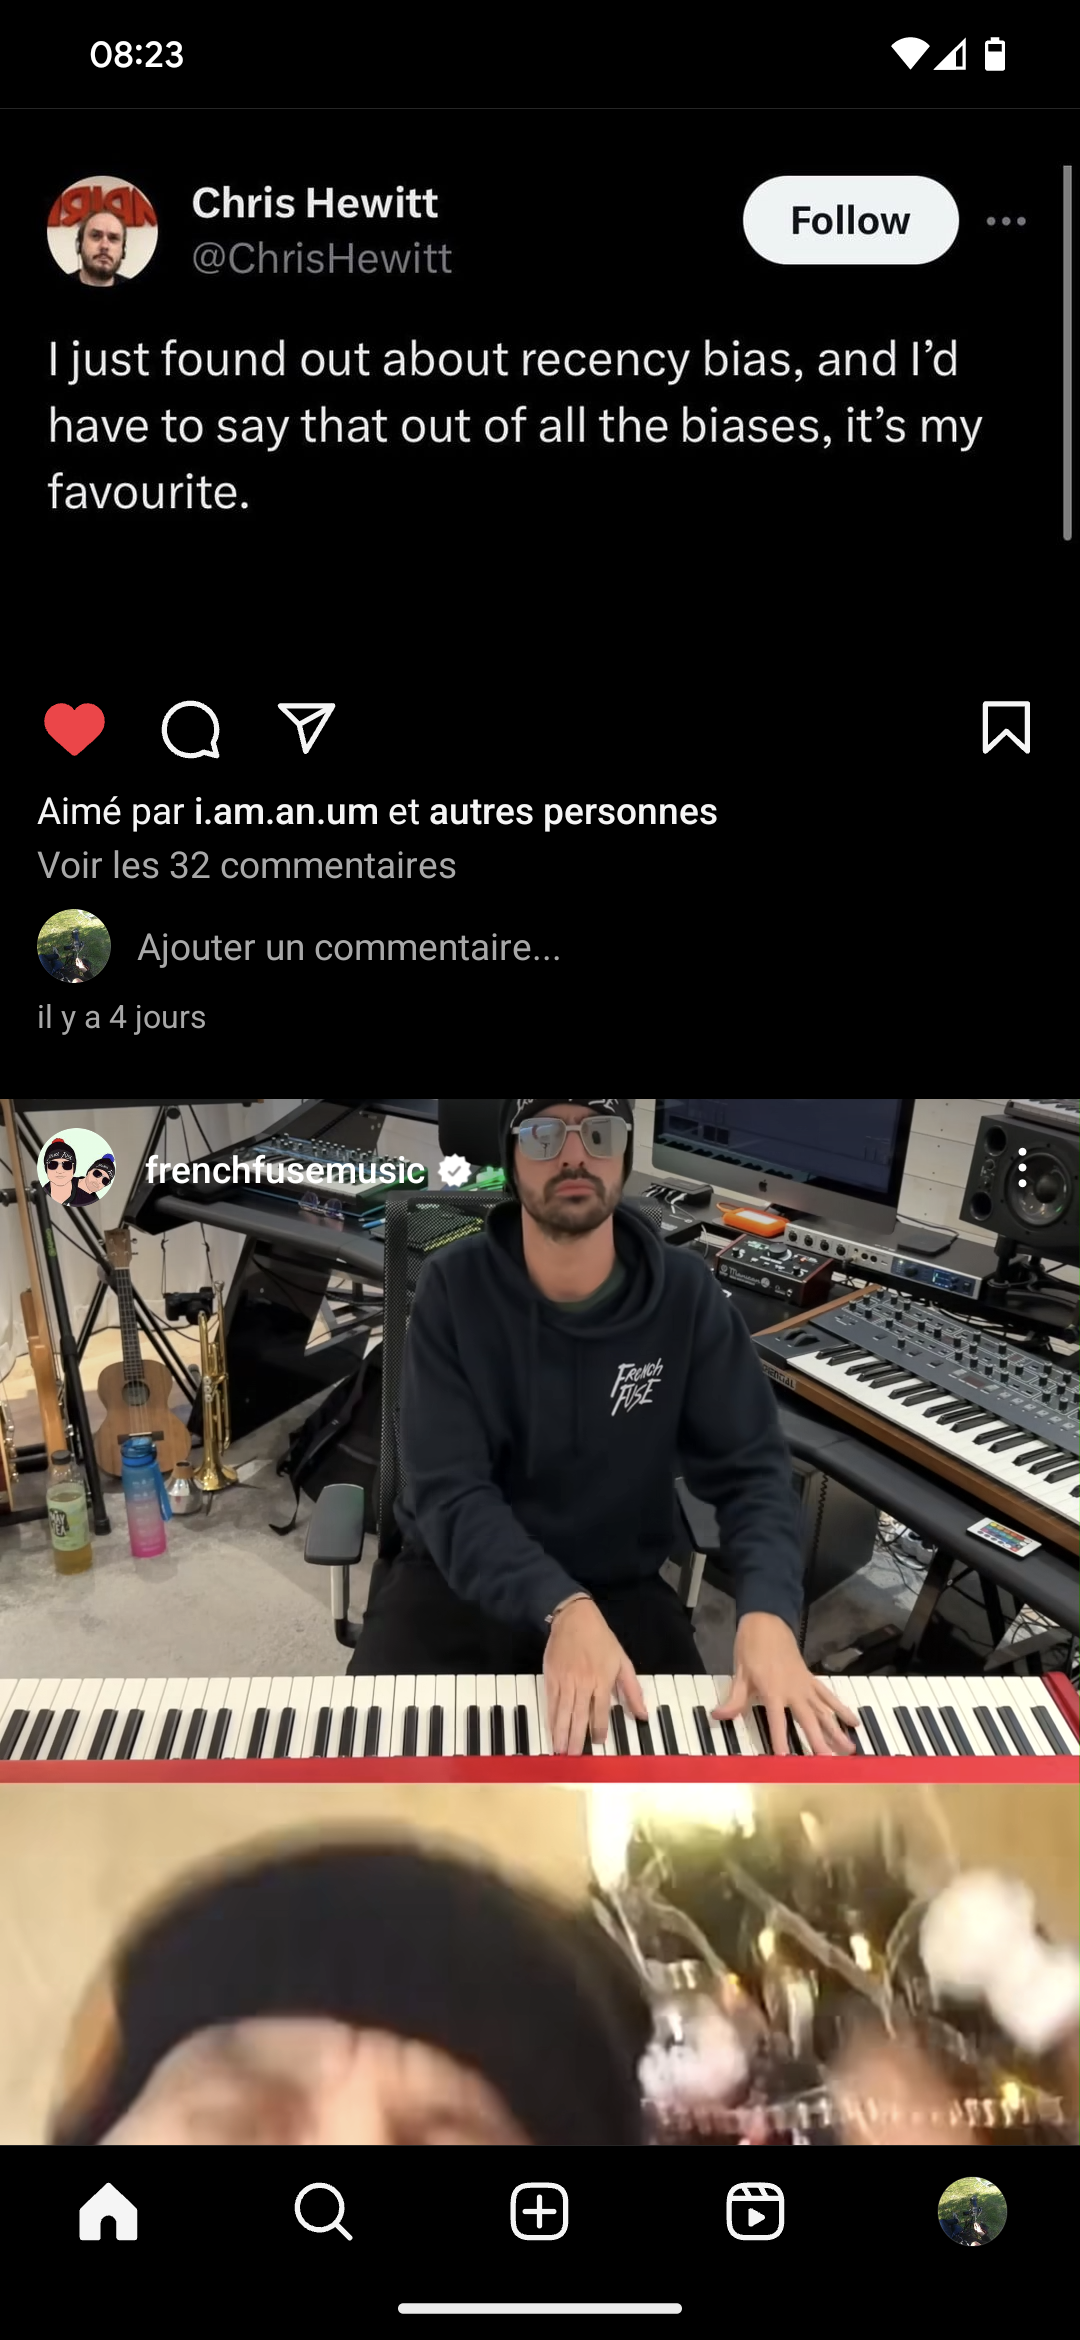 08:23
Chris Hewitt
@ChrisHewitt
Follow
I just found out about recency bias, and I’d
have to say that out of all the biases, it’s my
favourite.
Aimé par i.am.an.um et autres personnes
Voir les 32 commentaires
Ajouter un commentaire...
il y a 4 jours
frenchfusemusic
FRENCH
FUSE